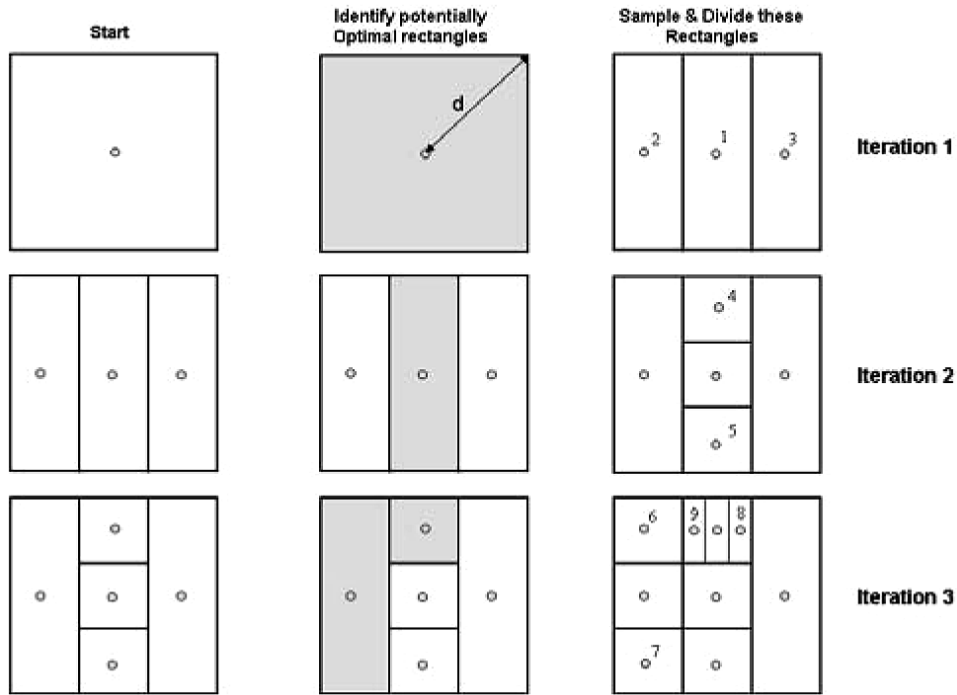 Start
Identify potentially
Optimal rectangles
Sample & Divide these
Rectangles
d
2 1 3
Iteration 1
4
5
Iteration 2
6 9 8
7
Iteration 3